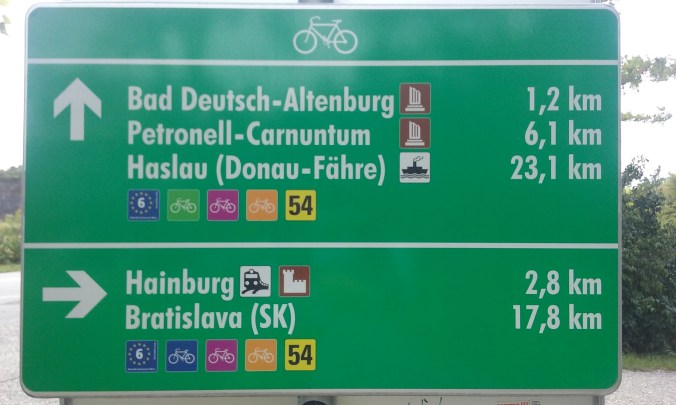 Bad Deutsch-Altenburg 1,2 km
Petronell-Carnuntum 6,1 km
Haslau (Donau-Fähre) 23,1 km
6 54
Hainburg 2,8 km
Bratislava (SK) 17,8 km
6 54